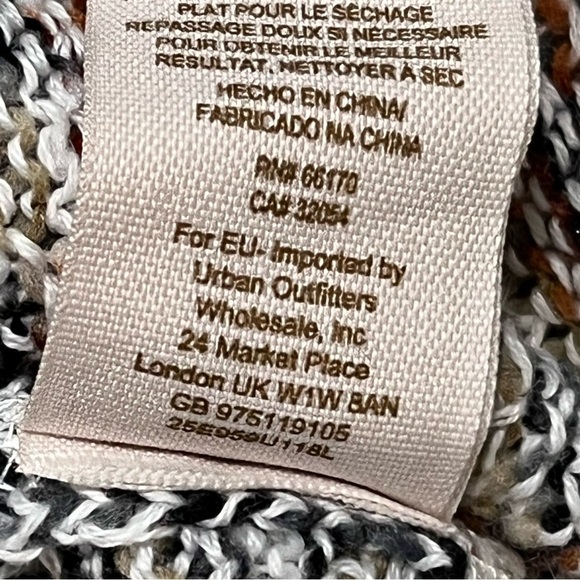 PLAT POUR LE SÉCHAGE
REPASSAGE DOUX SI NÉCESSAIRE
POUR OBTENIR LE MEILLEUR
RÉSULTAT, NETTOYER À SEC
HECHO EN CHINA/
FABRICADO NA CHINA
RN# 66170
CA# 32054
For EU- Imported by
Urban Outfitters
Wholesale, Inc
24 Market Place
London UK W1W 8AN
GB 975119105
25E959U118L